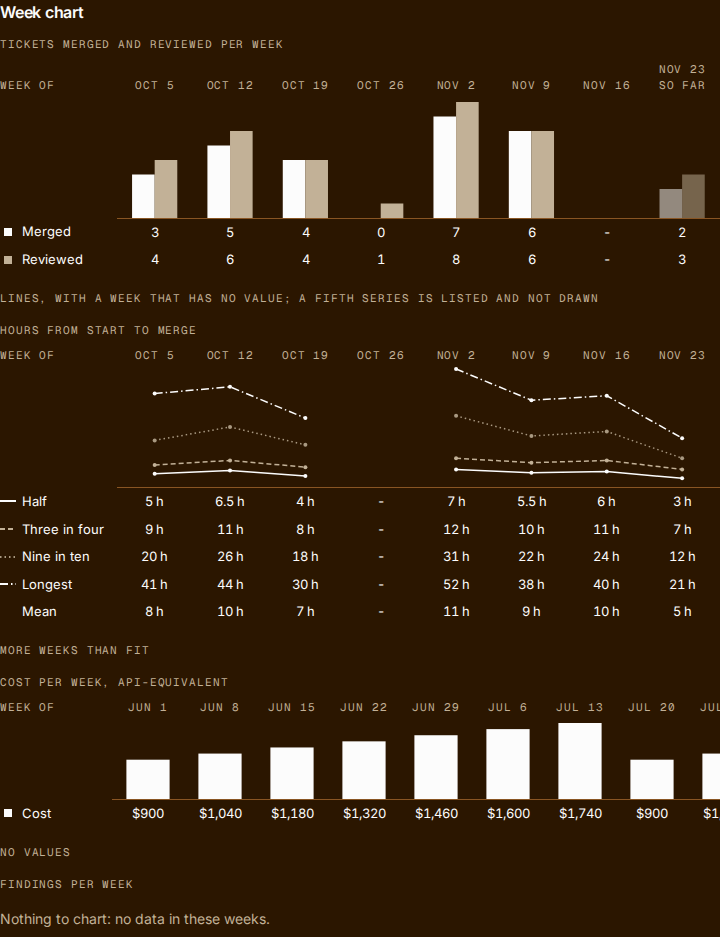 Week chart
TICKETS MERGED AND REVIEWED PER WEEK
NOV 23
WEEK OF OCT 5 OCT 12 OCT 19 OCT 26 NOV 2 NOV 9 NOV 16 SO FAR
Merged 3 5 4 0 7 6 - 2
Reviewed 4 6 4 1 8 6 - 3
LINES, WITH A WEEK THAT HAS NO VALUE; A FIFTH SERIES IS LISTED AND NOT DRAWN
HOURS FROM START TO MERGE
WEEK OF OCT 5 OCT 12 OCT 19 OCT 26 NOV 2 NOV 9 NOV 16 NOV 23
Half 5 h 6.5 h 4 h - 7 h 5.5 h 6 h 3 h
Three in four 9 h 11 h 8 h - 12 h 10 h 11 h 7 h
Nine in ten 20 h 26 h 18 h - 31 h 22 h 24 h 12 h
Longest 41 h 44 h 30 h - 52 h 38 h 40 h 21 h
Mean 8 h 10 h 7 h - 11 h 9 h 10 h 5 h
MORE WEEKS THAN FIT
COST PER WEEK, API-EQUIVALENT
WEEK OF JUN 1 JUN 8 JUN 15 JUN 22 JUN 29 JUL 6 JUL 13 JUL 20 JUL
Cost $900 $1,040 $1,180 $1,320 $1,460 $1,600 $1,740 $900 $1,
NO VALUES
FINDINGS PER WEEK
Nothing to chart: no data in these weeks.